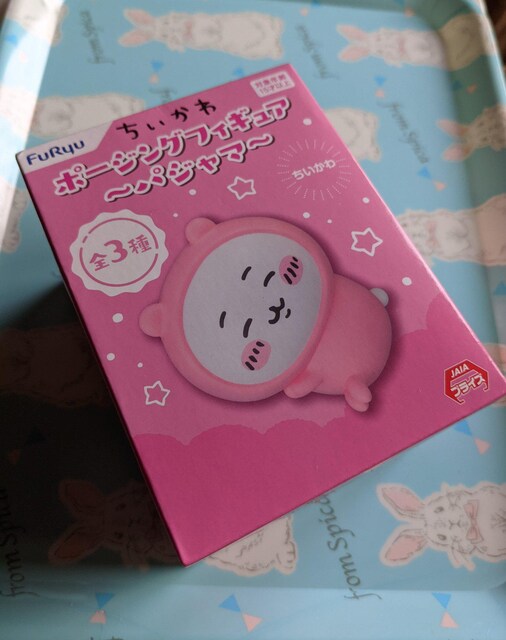 FuRyu
ちいかわ
対象年齢
15才以上
ポージングフィギュア
〜パジャマ〜
ちいかわ
全3種
JAIA
プライズ
from Spica
from Spica
from Spica
from Spica